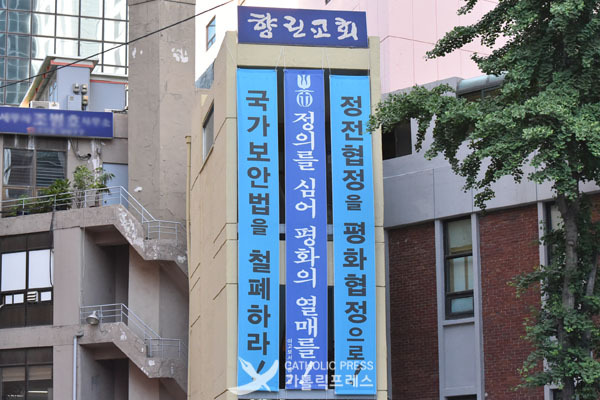 향린교회
국가보안법을 철폐하라!
정의를 심어 평화의 열매를
정전협정을 평화협정으로
CATHOLIC PRESS
가톨릭프레스